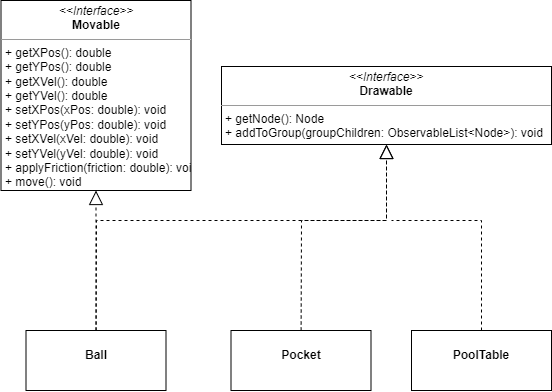 <<Interface>>
Movable
+ getXPos(): double
+ getYPos(): double
+ getXVel(): double
+ getYVel(): double
+ setXPos(xPos: double): void
+ setYPos(yPos: double): void
+ setXVel(xVel: double): void
+ setYVel(yVel: double): void
+ applyFriction(friction: double): voi
+ move(): void
<<Interface>>
Drawable
+ getNode(): Node
+ addToGroup(groupChildren: ObservableList<Node>): void
Ball
Pocket
PoolTable